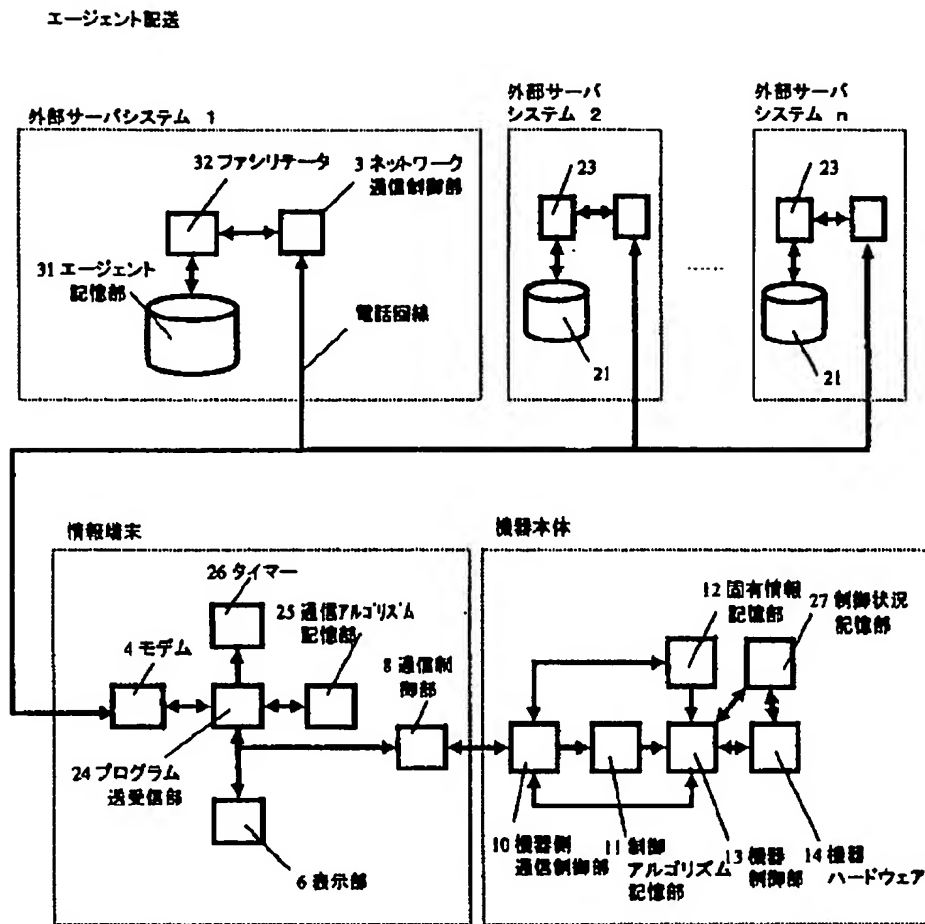 エージェント配送
外部サーバシステム 1
外部サーバ
システム 2
外部サーバ
システム n
32 ファシリテータ
3 ネットワーク
通信制御部
23
23
31 エージェント
記憶部
電話回線
21
……
21
情報端末
機器本体
26 タイマー
25 通信アルゴリズム
記憶部
4 モデム
8 通信制
御部
12 固有情報
記憶部
27 制御状況
記憶部
24 プログラム
送受信部
6 表示部
10 機器側
通信制御部
11 制御
アルゴリズム
記憶部
13 機器
制御部
14 機器
ハードウェア